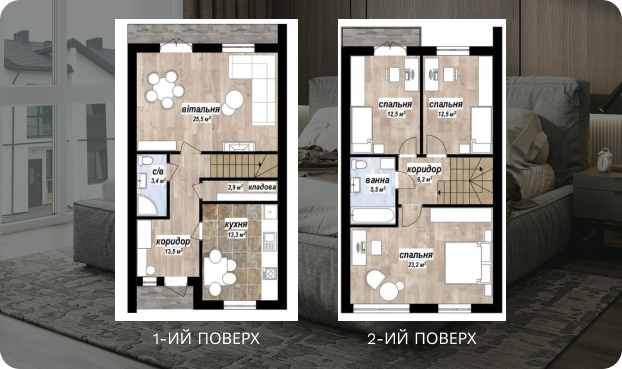 вітальня
25,5 м²
с/в
3,4 м²
2,9 м² кладова
кухня
13,3 м²
коридор
13,5 м²
1-ИЙ ПОВЕРХ
спальня
12,5 м²
спальня
12,5 м²
коридор
6,2 м²
ванна
5,5 м²
спальня
23,2 м²
2-ИЙ ПОВЕРХ